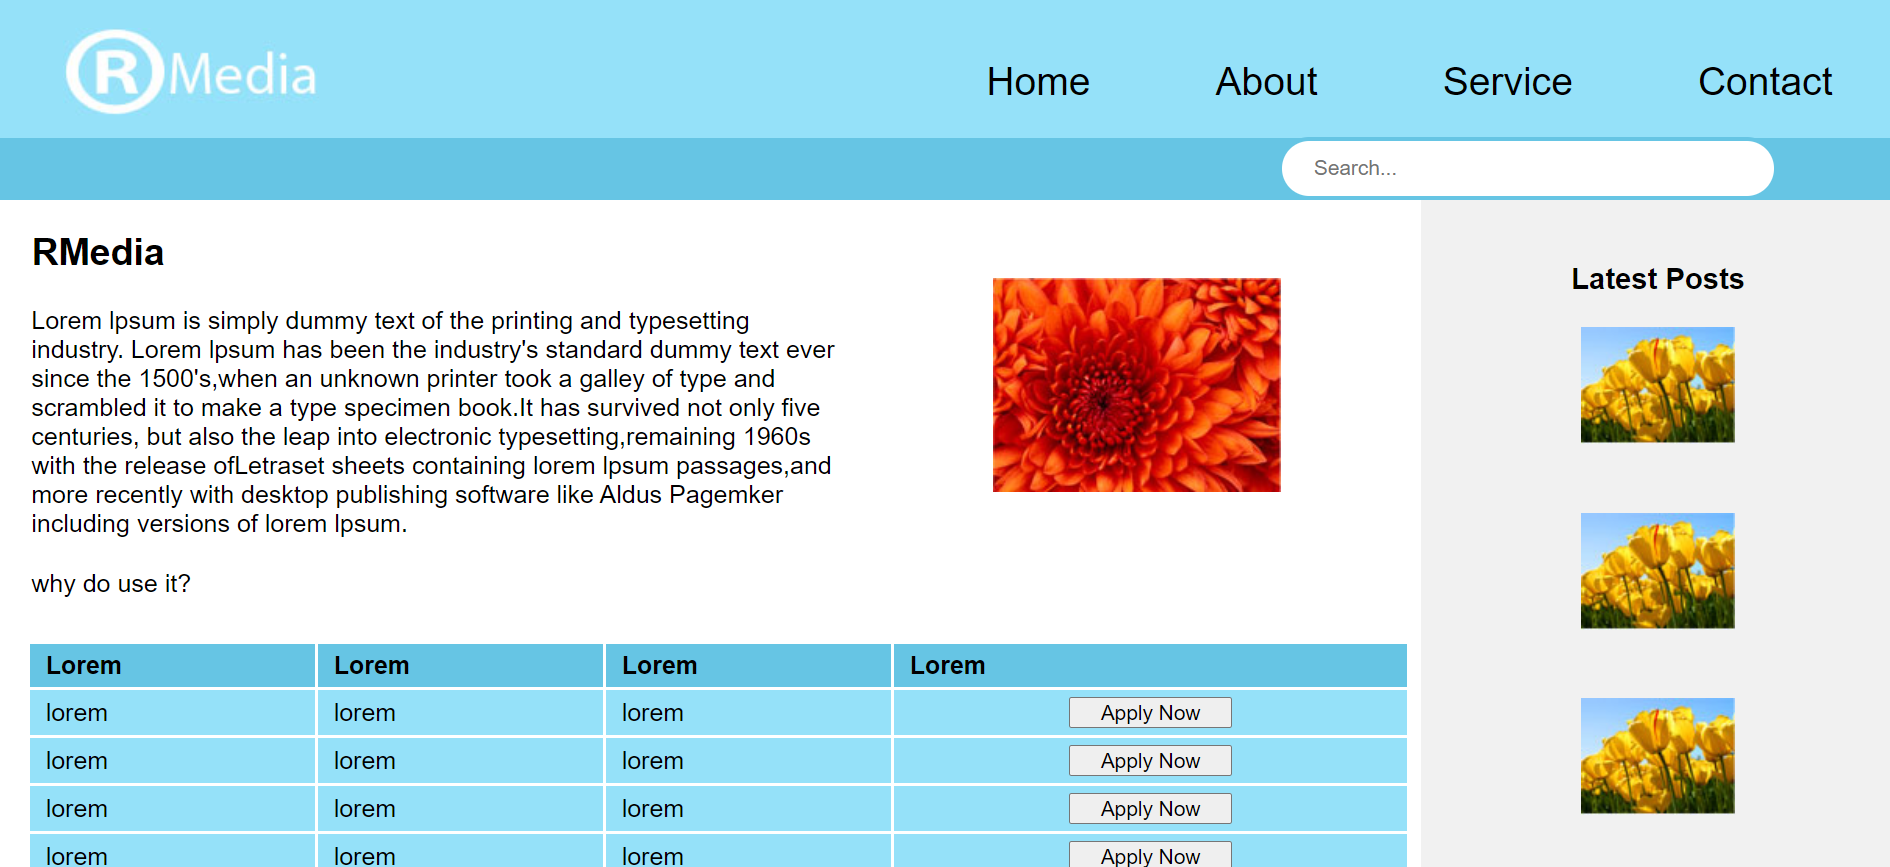 ® Media
Home About Service Contact
Search...
RMedia
Lorem Ipsum is simply dummy text of the printing and typesetting
industry. Lorem Ipsum has been the industry's standard dummy text ever
since the 1500's,when an unknown printer took a galley of type and
scrambled it to make a type specimen book.It has survived not only five
centuries, but also the leap into electronic typesetting,remaining 1960s
with the release ofLetraset sheets containing lorem Ipsum passages,and
more recently with desktop publishing software like Aldus Pagemker
including versions of lorem Ipsum.
why do use it?
Lorem Lorem Lorem Lorem
lorem lorem lorem Apply Now
lorem lorem lorem Apply Now
lorem lorem lorem Apply Now
lorem lorem lorem Apply Now
Latest Posts